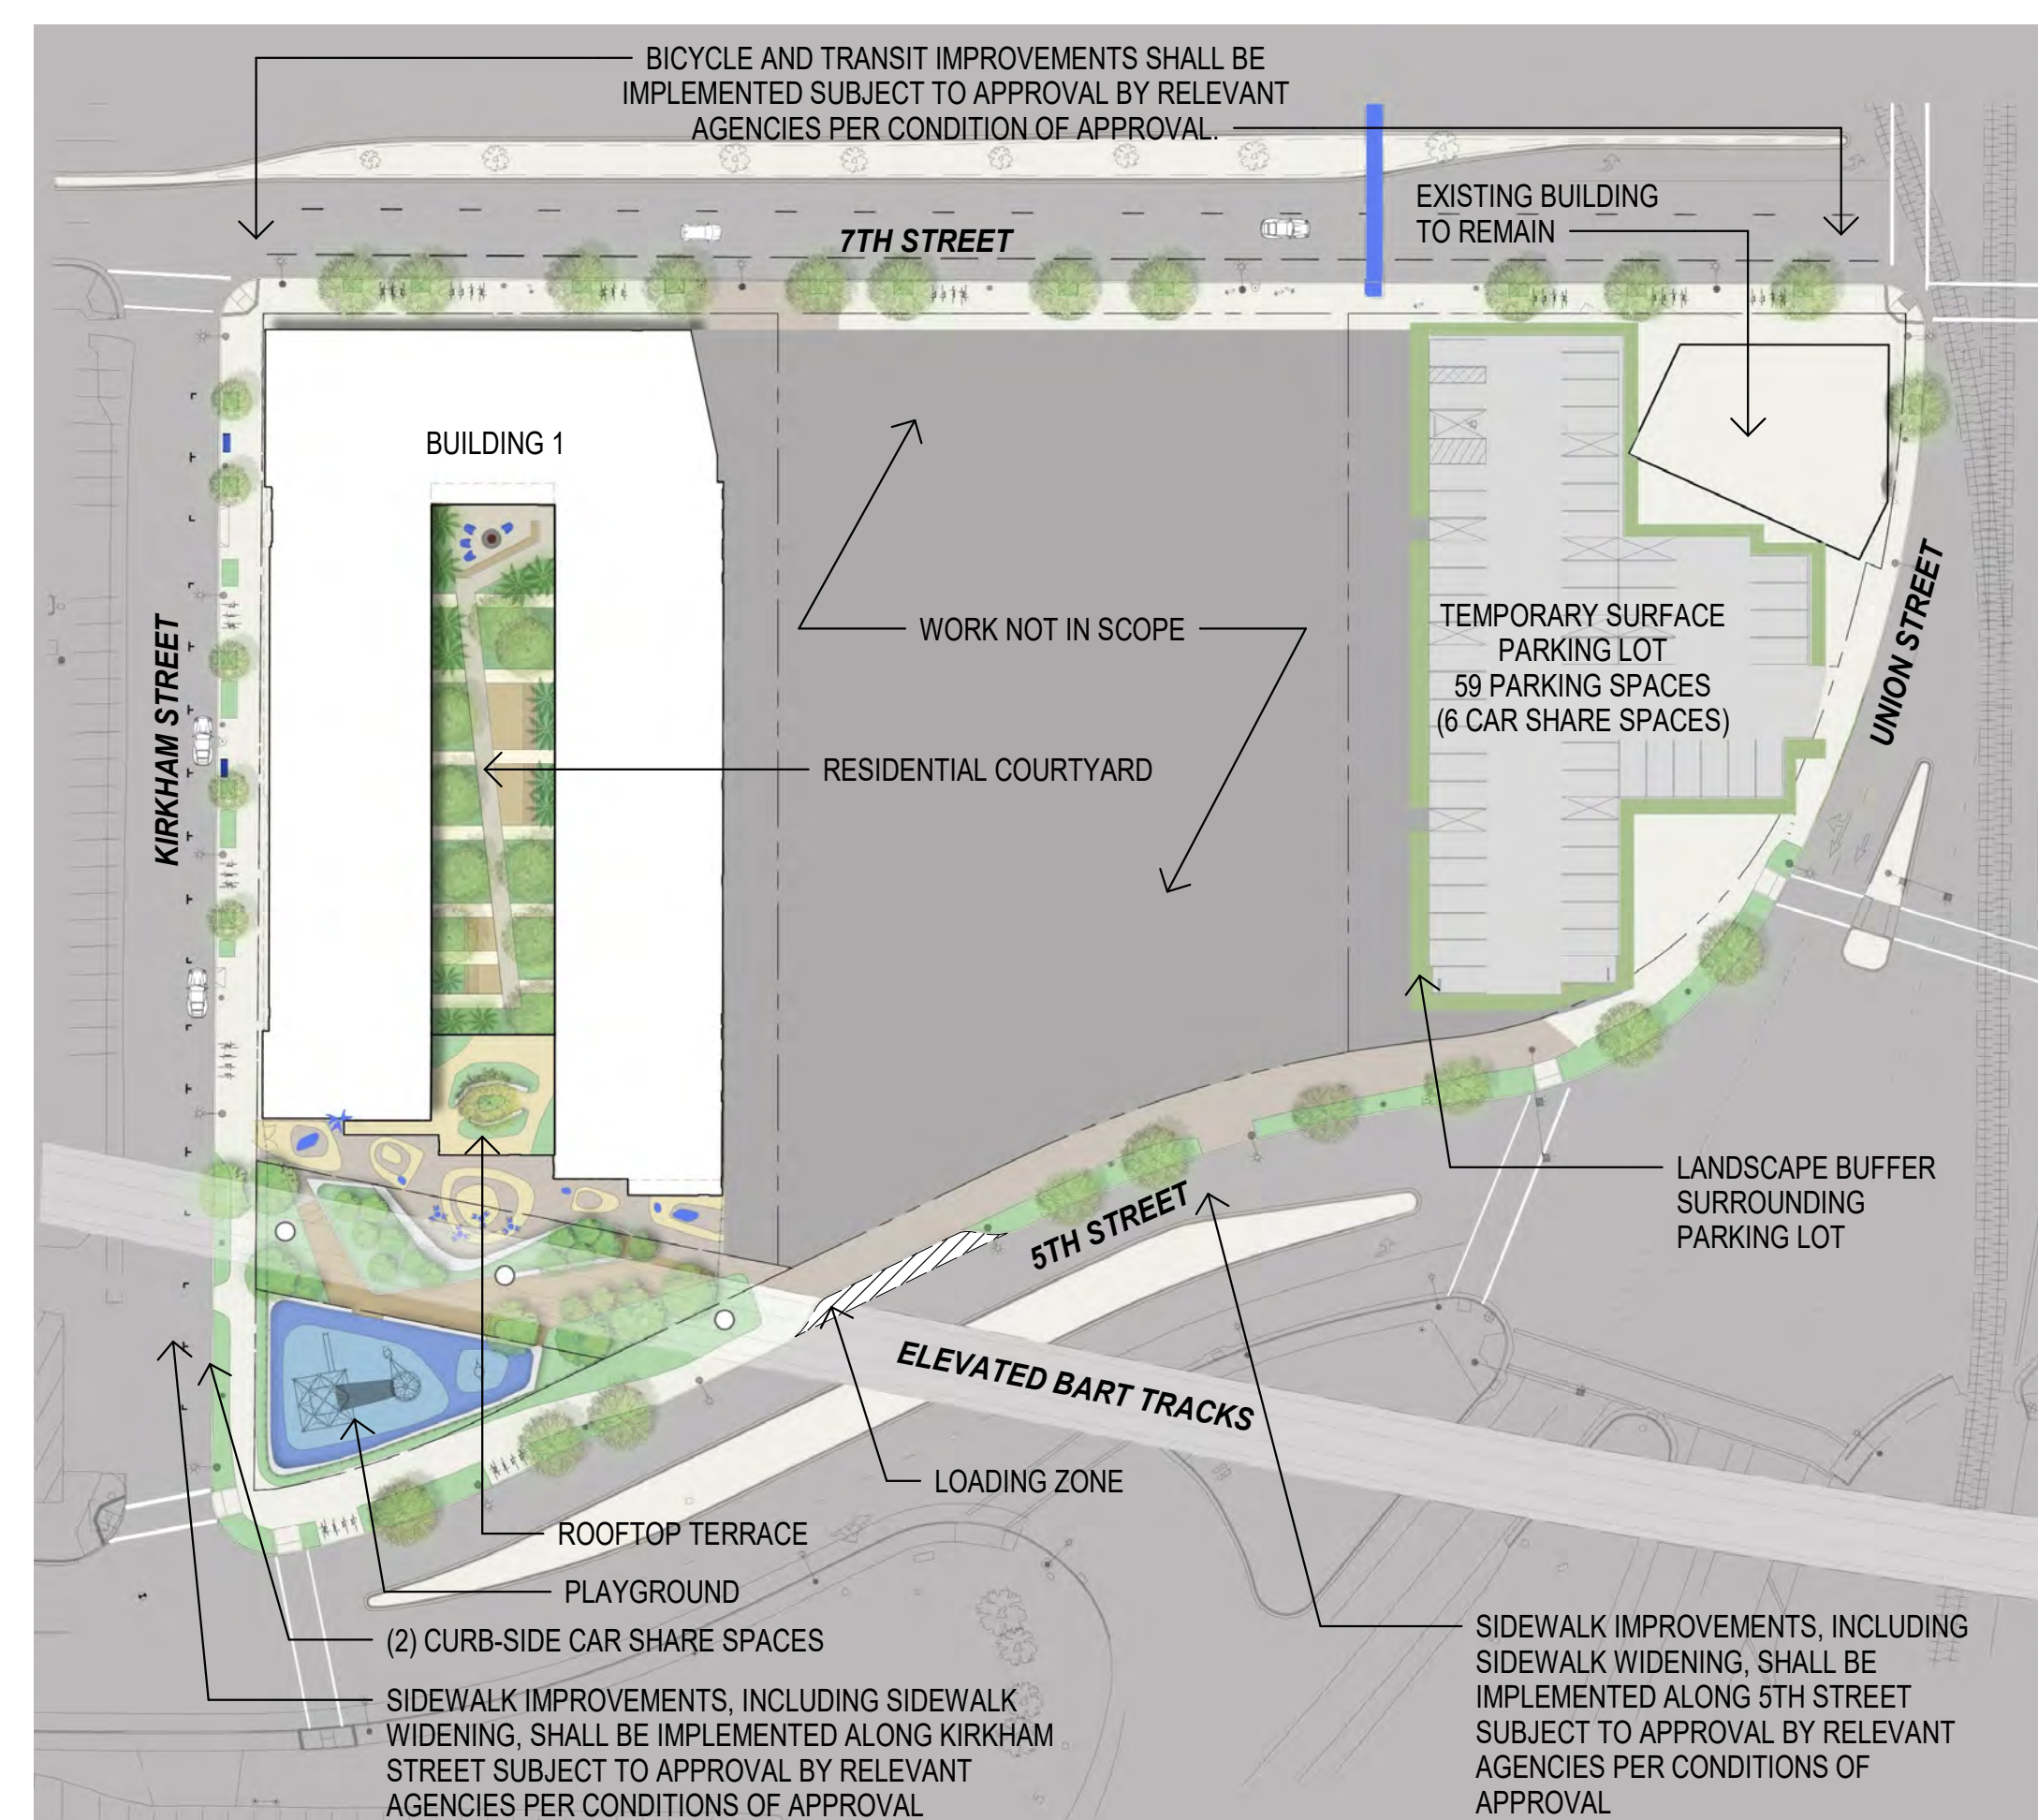 BICYCLE AND TRANSIT IMPROVEMENTS SHALL BE
IMPLEMENTED SUBJECT TO APPROVAL BY RELEVANT
AGENCIES PER CONDITION OF APPROVAL.
EXISTING BUILDING
TO REMAIN
7TH STREET
BUILDING 1
WORK NOT IN SCOPE
TEMPORARY SURFACE
PARKING LOT
59 PARKING SPACES
(6 CAR SHARE SPACES)
UNION STREET
KIRKHAM STREET
RESIDENTIAL COURTYARD
LANDSCAPE BUFFER
SURROUNDING
PARKING LOT
5TH STREET
ELEVATED BART TRACKS
LOADING ZONE
ROOFTOP TERRACE
PLAYGROUND
(2) CURB-SIDE CAR SHARE SPACES
SIDEWALK IMPROVEMENTS, INCLUDING SIDEWALK
WIDENING, SHALL BE IMPLEMENTED ALONG KIRKHAM
STREET SUBJECT TO APPROVAL BY RELEVANT
AGENCIES PER CONDITIONS OF APPROVAL
SIDEWALK IMPROVEMENTS, INCLUDING
SIDEWALK WIDENING, SHALL BE
IMPLEMENTED ALONG 5TH STREET
SUBJECT TO APPROVAL BY RELEVANT
AGENCIES PER CONDITIONS OF
APPROVAL